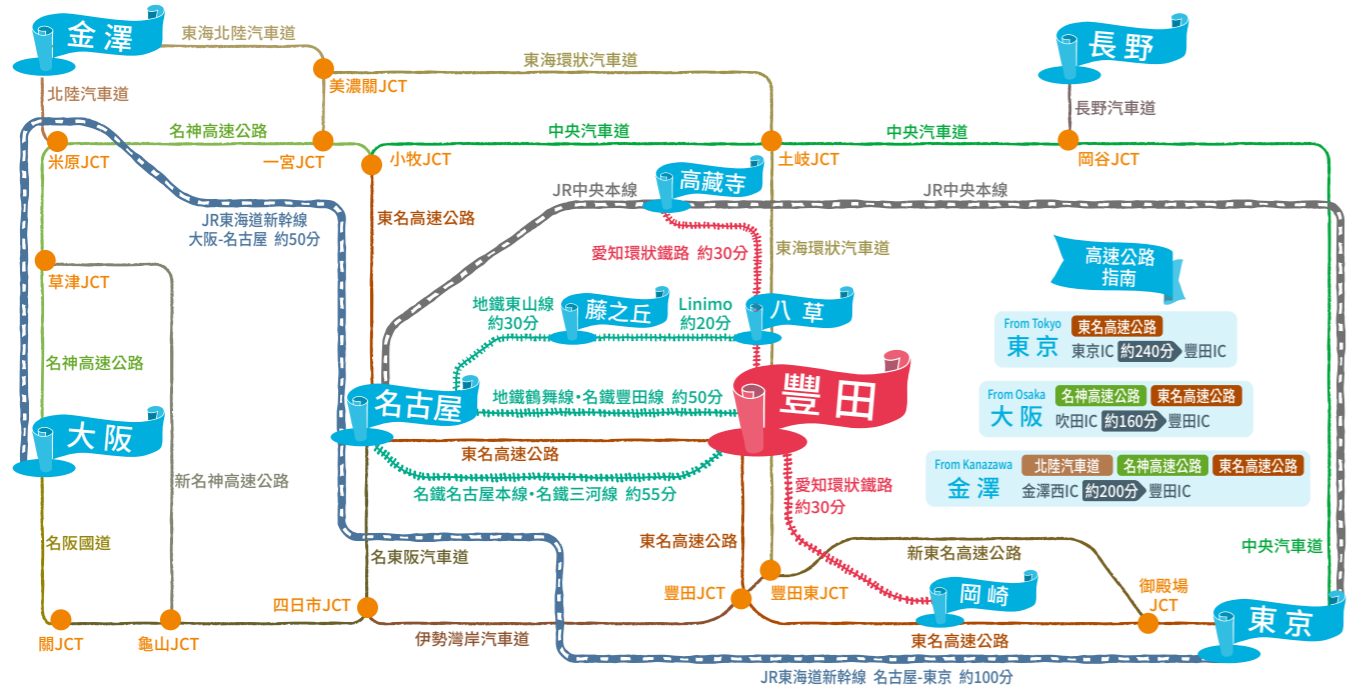 金澤
東海北陸汽車道
長野
東海環狀汽車道
美濃關JCT
北陸汽車道
長野汽車道
名神高速公路
中央汽車道
中央汽車道
米原JCT
一宮JCT
小牧JCT
土岐JCT
岡谷JCT
高藏寺
JR中央本線
JR中央本線
JR東海道新幹線
大阪-名古屋 約50分
東名高速公路
愛知環狀鐵路 約30分
東海環狀汽車道
高速公路
指南
草津JCT
地鐵東山線
約30分
藤之丘
Linimo
約20分
八草
From Tokyo
東京
東名高速公路
東京IC 約240分 豐田IC
名神高速公路
名古屋
地鐵鶴舞線・名鐵豐田線 約50分
豐田
From Osaka
大阪
名神高速公路 東名高速公路
吹田IC 約160分 豐田IC
大阪
東名高速公路
新名神高速公路
名鐵名古屋本線・名鐵三河線 約55分
愛知環狀鐵路
約30分
From Kanazawa
金澤
北陸汽車道 名神高速公路 東名高速公路
金澤西IC 約200分 豐田IC
名阪國道
名東阪汽車道
東名高速公路
新東名高速公路
中央汽車道
四日市JCT
豐田JCT
豐田東JCT
岡崎
御殿場
JCT
東京
關JCT
龜山JCT
伊勢灣岸汽車道
東名高速公路
JR東海道新幹線 名古屋-東京 約100分